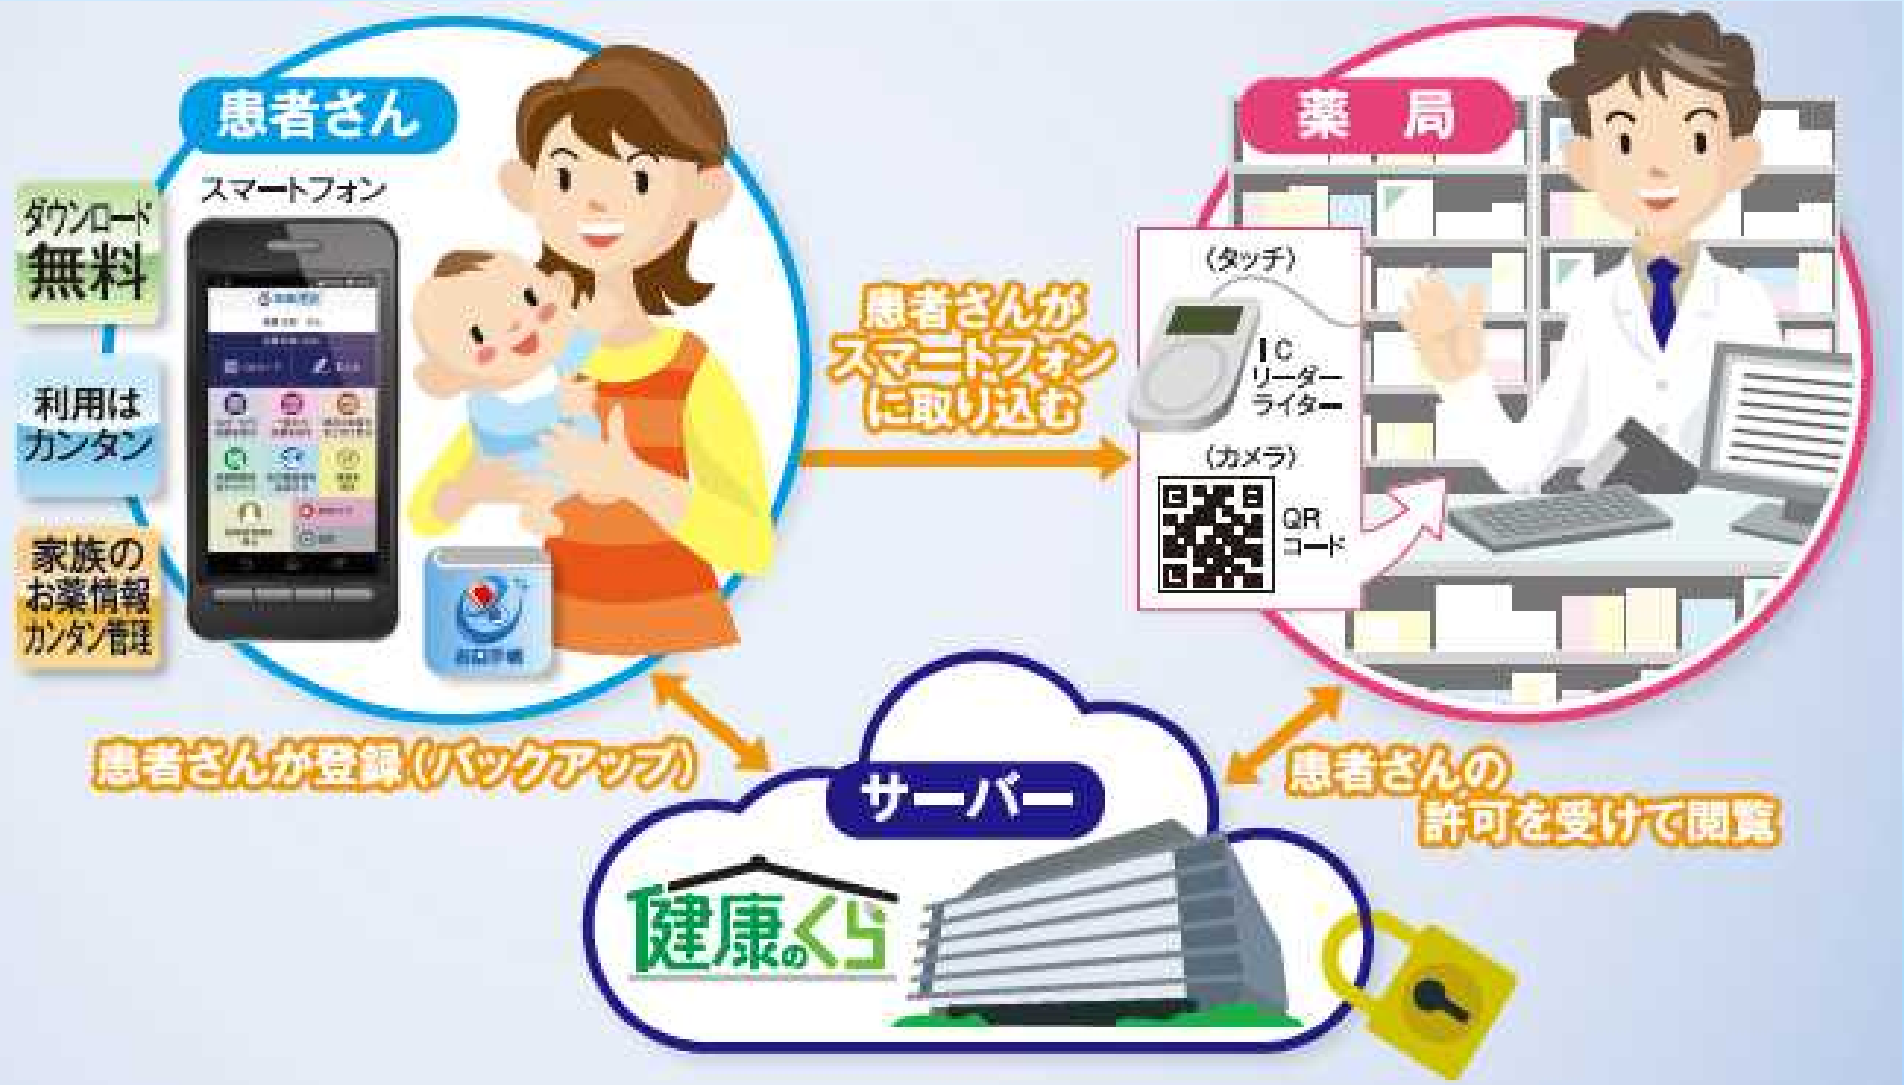 患者さん
スマートフォン
ダウンロード
無料
利用は
カンタン
家族の
お薬情報
カンタン管理
患者さんが
スマートフォン
に取り込む
薬 局
(タッチ)
IC
リーダー
ライター
(カメラ)
QR
コード
患者さんが登録(バックアップ)
サーバー
健康のくら
患者さんの
許可を受けて閲覧